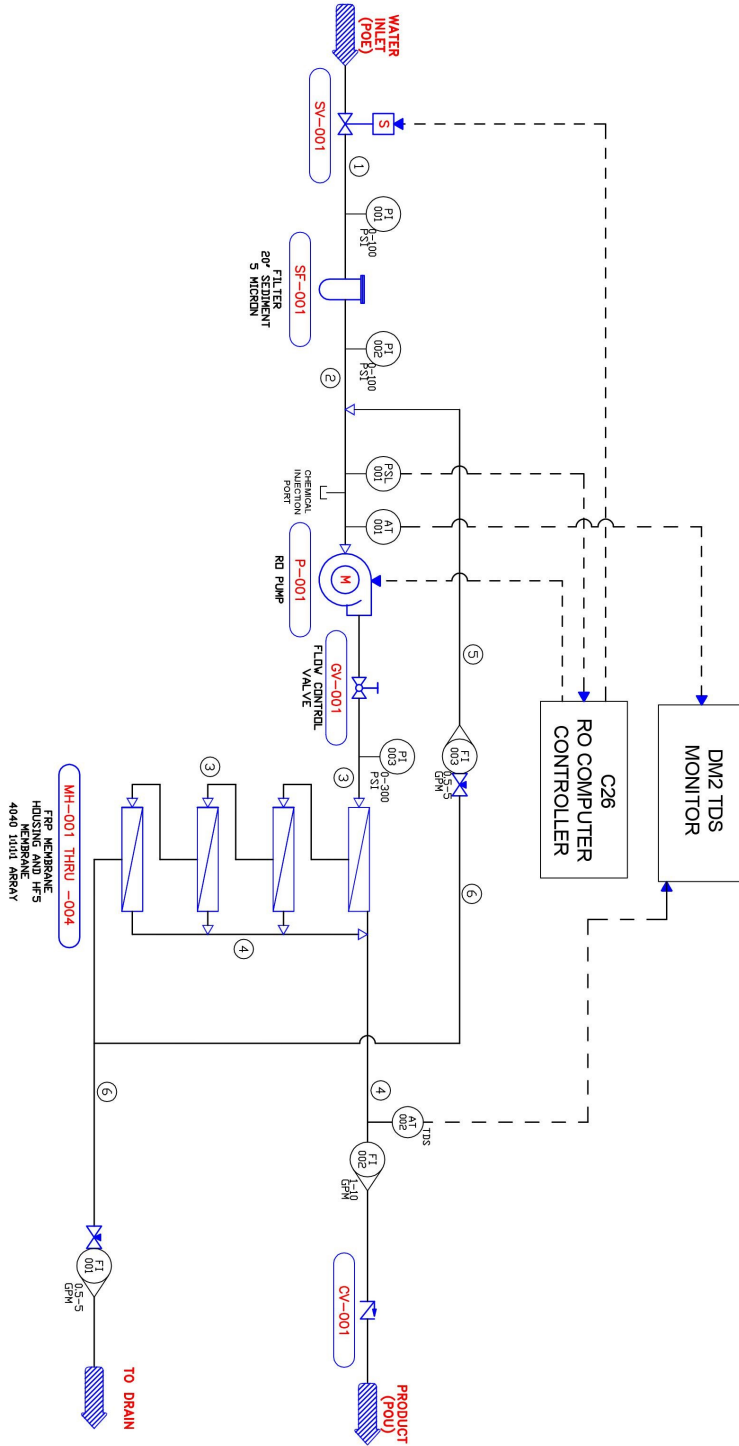 WATER
INLET
(POE)
SV-001
S
1
PI
001
0-100
PSI
SF-001
FILTER
20" SEDIMENT
5 MICRON
PI
002
0-100
PSI
2
PSL
001
CHEMICAL
INJECTION
PORT
AT
001
P-001
RO PUMP
M
GV-001
FLOW CONTROL
VALVE
PI
003
0-300
PSI
3
3
5
FI
003
0.5-5
GPM
6
C26
RO COMPUTER
CONTROLLER
DM2 TDS
MONITOR
MH-001 THRU -004
FRP MEMBRANE
HOUSING AND HF5
MEMBRANE
4040 1:1:1:1 ARRAY
4
4
AT
002
TDS
FI
002
1-10
GPM
CV-001
PRODUCT
(POU)
6
FI
001
0.5-5
GPM
TO DRAIN